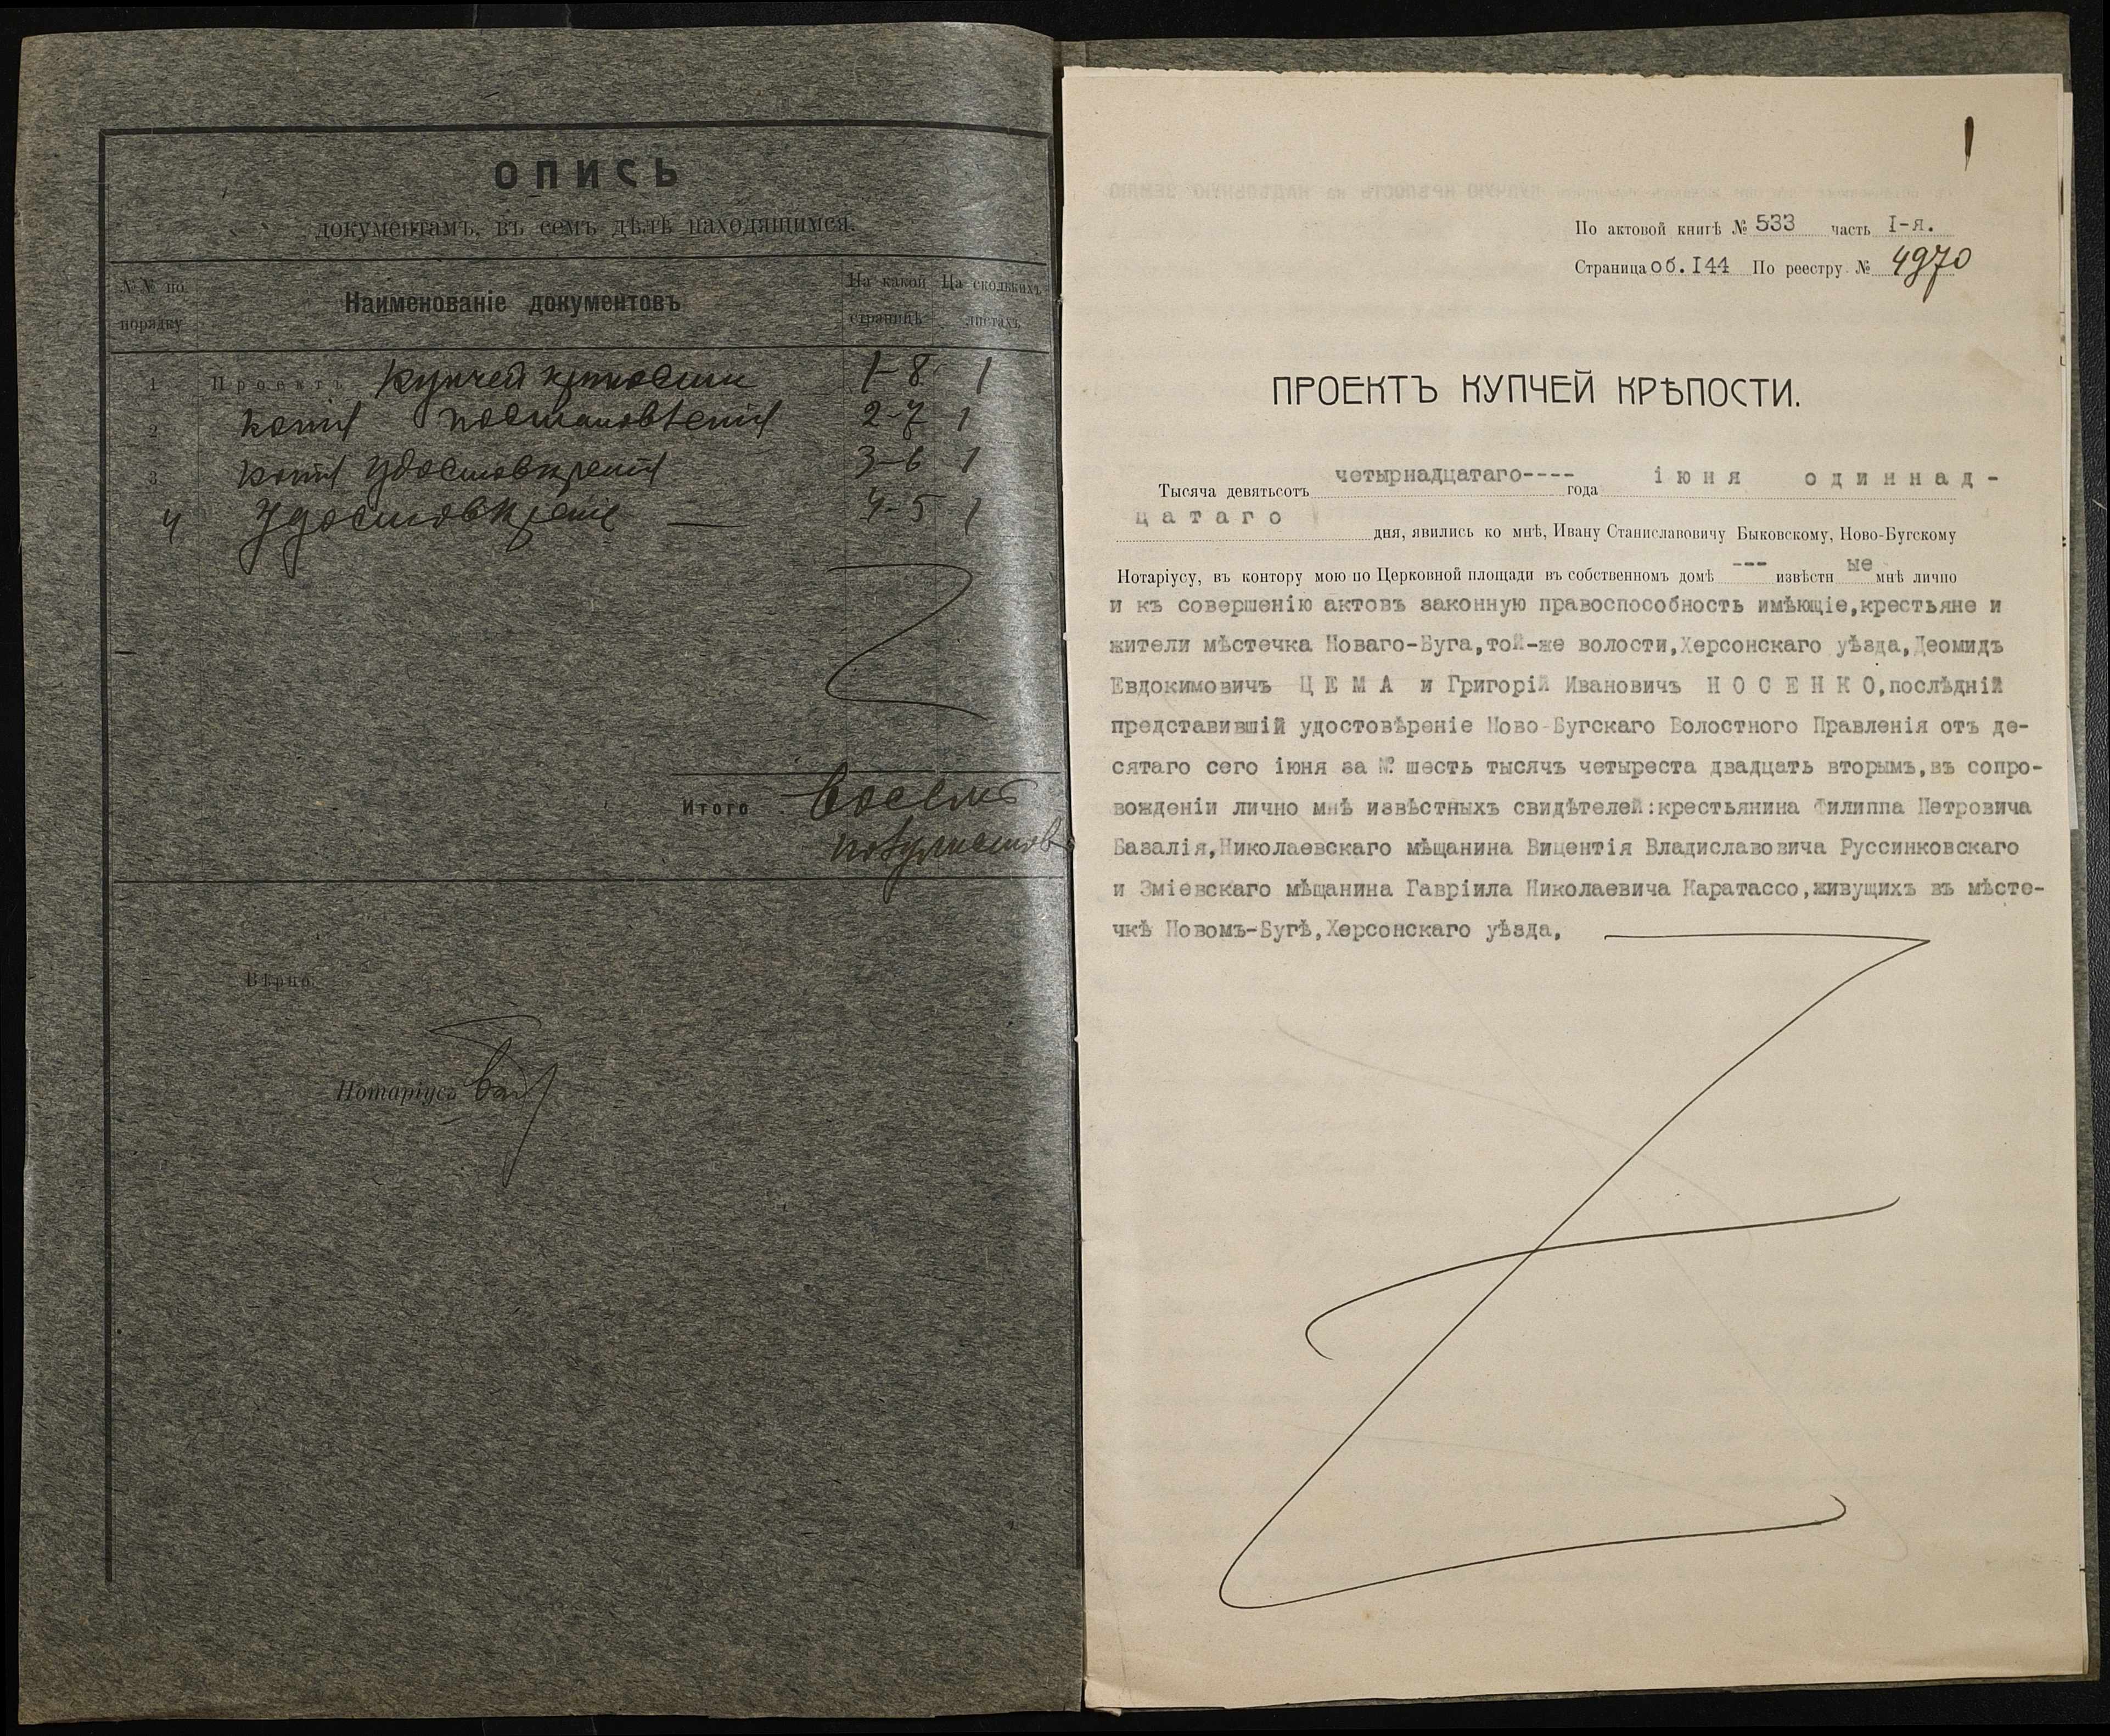 ОПИСЬ
документамъ, въ семъ дѣлѣ находящимся.
№№ по порядку
Наименованіе документовъ
На какой страницѣ
На сколькихъ листахъ
1 Проектъ Купчей крѣпости 1-8 1
2 Копія постановленія 2-7 1
3 Копія удостовѣренія 3-6 1
4 Удостовѣреніе 4-5 1
Итого восемь
полулистовъ
Вѣрно:
Нотаріусъ
1
По актовой книгѣ № 533 часть I-я.
Страница об. I44 По реестру № 4970
ПРОЕКТЪ КУПЧЕЙ КРѢПОСТИ.
Тысяча девятьсотъ четырнадцатаго---- года іюня одиннад-
цатаго дня, явились ко мнѣ, Ивану Станиславовичу Быковскому, Ново-Бугскому
Нотаріусу, въ контору мою по Церковной площади въ собственномъ домѣ --- извѣстн ые мнѣ лично
и къ совершенію актовъ законную правоспособность имѣющіе,крестьяне и
жители мѣстечка Новаго-Буга,той-же волости,Херсонскаго уѣзда,Деомидъ
Евдокимовичъ Ц Е М А и Григорій Ивановичъ Н О С Е Н К О,послѣдній
представившій удостовѣреніе Ново-Бугскаго Волостного Правленія отъ де-
сятаго сего іюня за № шесть тысячъ четыреста двадцать вторымъ,въ сопро-
вожденіи лично мнѣ извѣстныхъ свидѣтелей:крестьянина Филиппа Петровича
Базалія,Николаевскаго мѣщанина Вицентія Владиславовича Руссинковскаго
и Зміевскаго мѣщанина Гавріила Николаевича Каратассо,живущихъ въ мѣсте-
чкѣ Новомъ-Бугѣ,Херсонскаго уѣзда,